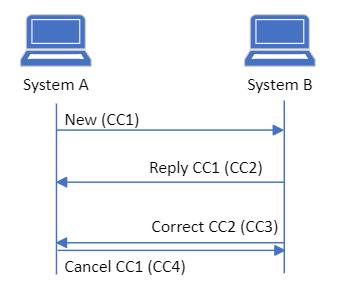 System A
System B
New (CC1)
Reply CC1 (CC2)
Correct CC2 (CC3)
Cancel CC1 (CC4)